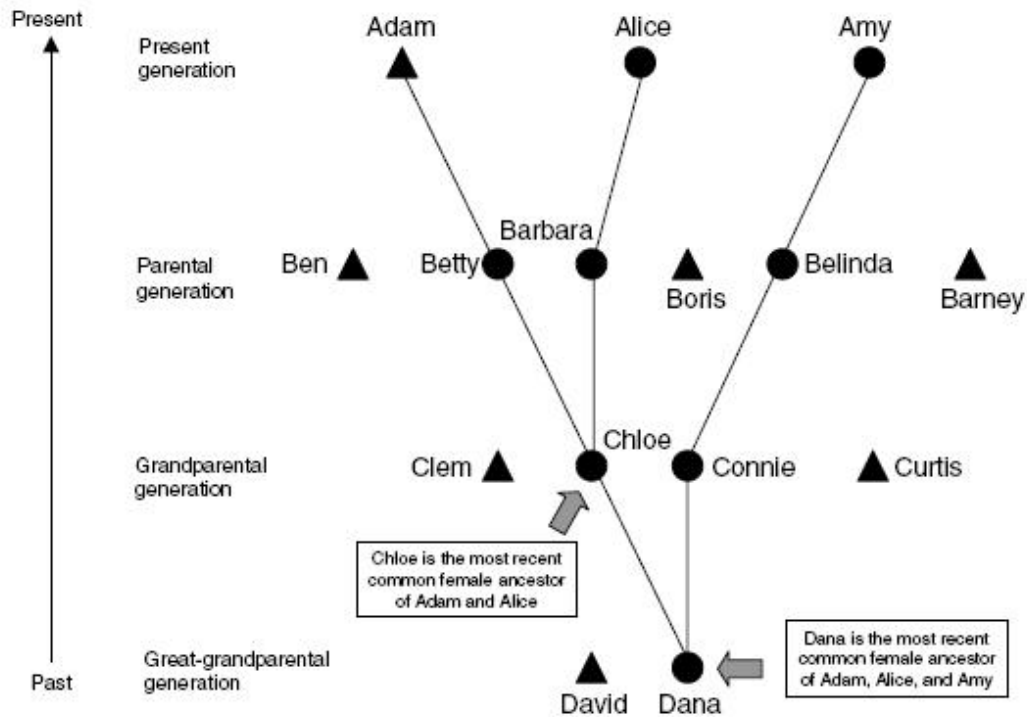 Present
Present
generation
Adam
Alice
Amy
Parental
generation
Ben
Betty
Barbara
Boris
Belinda
Barney
Grandparental
generation
Clem
Chloe
Connie
Curtis
Chloe is the most recent
common female ancestor
of Adam and Alice
Past
Great-grandparental
generation
David
Dana
Dana is the most recent
common female ancestor
of Adam, Alice, and Amy